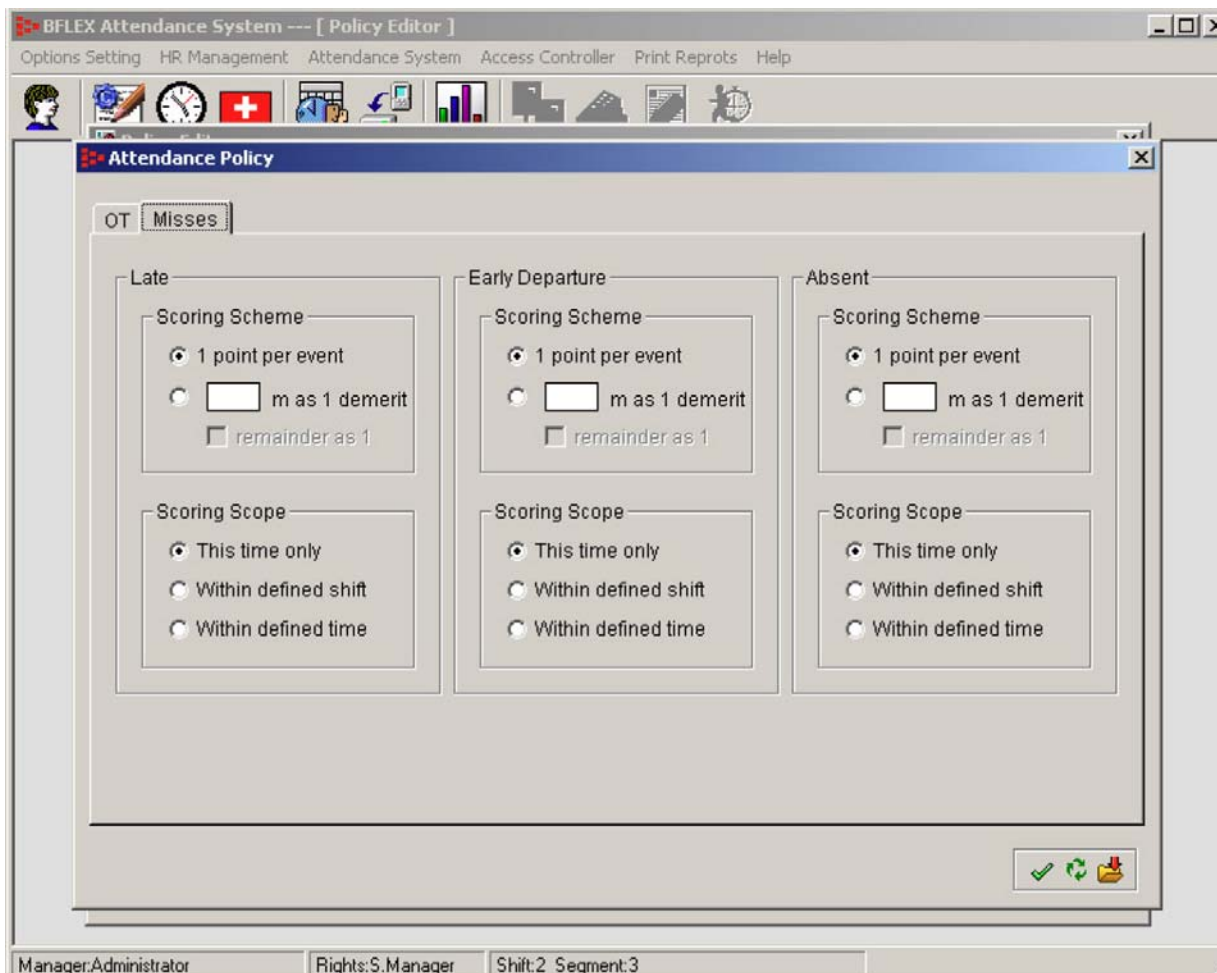 BFLEX Attendance System --- [ Policy Editor ]
Options Setting HR Management Attendance System Access Controller Print Reprots Help
Attendance Policy
OT Misses
Late Early Departure Absent
Scoring Scheme Scoring Scheme Scoring Scheme
1 point per event 1 point per event 1 point per event
m as 1 demerit m as 1 demerit m as 1 demerit
remainder as 1 remainder as 1 remainder as 1
Scoring Scope Scoring Scope Scoring Scope
This time only This time only This time only
Within defined shift Within defined shift Within defined shift
Within defined time Within defined time Within defined time
Manager:Administrator Rights:S.Manager Shift:2 Segment:3